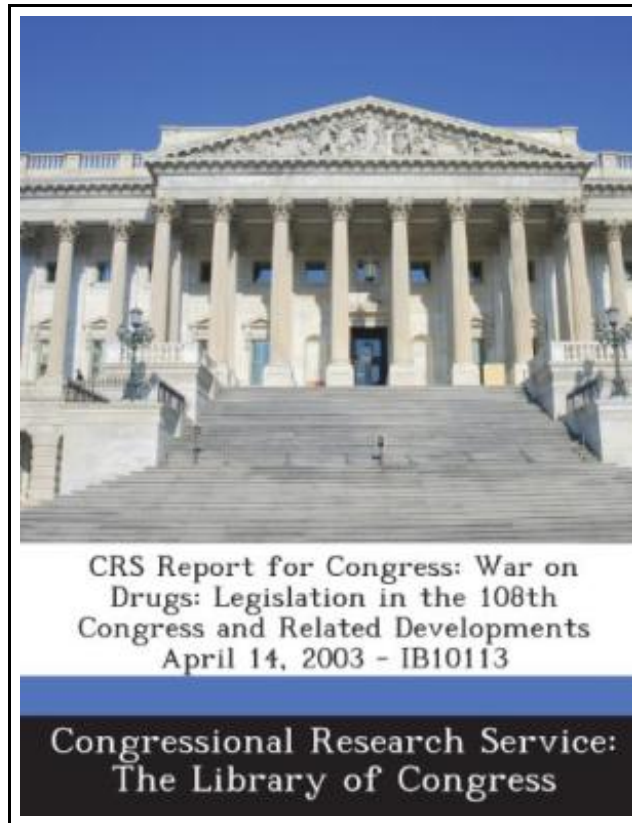 CRS Report for Congress: War on
Drugs: Legislation in the 108th
Congress and Related Developments
April 14, 2003 - IB10113
Congressional Research Service:
The Library of Congress